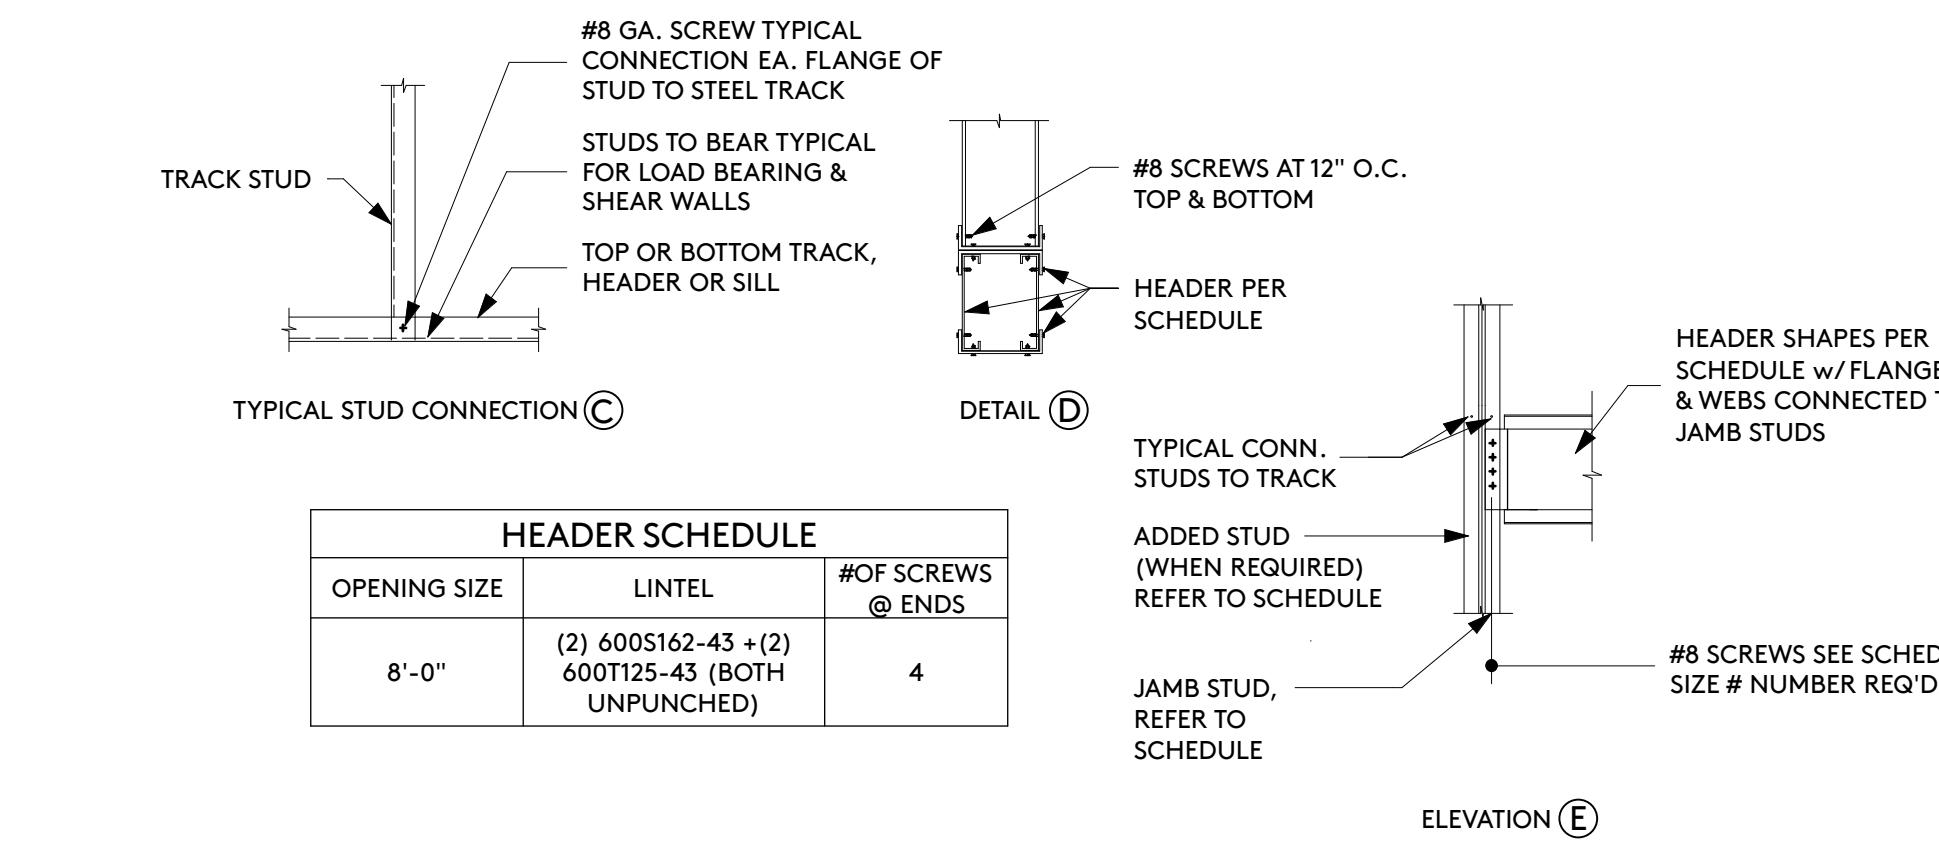 #8 GA. SCREW TYPICAL
CONNECTION EA. FLANGE OF
STUD TO STEEL TRACK
STUDS TO BEAR TYPICAL
FOR LOAD BEARING &
SHEAR WALLS
TRACK STUD
TOP OR BOTTOM TRACK,
HEADER OR SILL
TYPICAL STUD CONNECTION C
#8 SCREWS AT 12" O.C.
TOP & BOTTOM
HEADER PER
SCHEDULE
DETAIL D
HEADER SCHEDULE
OPENING SIZE
LINTEL
#OF SCREWS
@ ENDS
8'-0"
(2) 600S162-43 +(2)
600T125-43 (BOTH
UNPUNCHED)
4
HEADER SHAPES PER
SCHEDULE w/
& WEBS CONNECTED
JAMB STUDS
TYPICAL CONN.
STUDS TO TRACK
ADDED STUD
(WHEN REQUIRED)
REFER TO SCHEDULE
JAMB STUD,
REFER TO
SCHEDULE
#8 SCREWS SEE
SIZE # NUMBER REQ'D
ELEVATION E